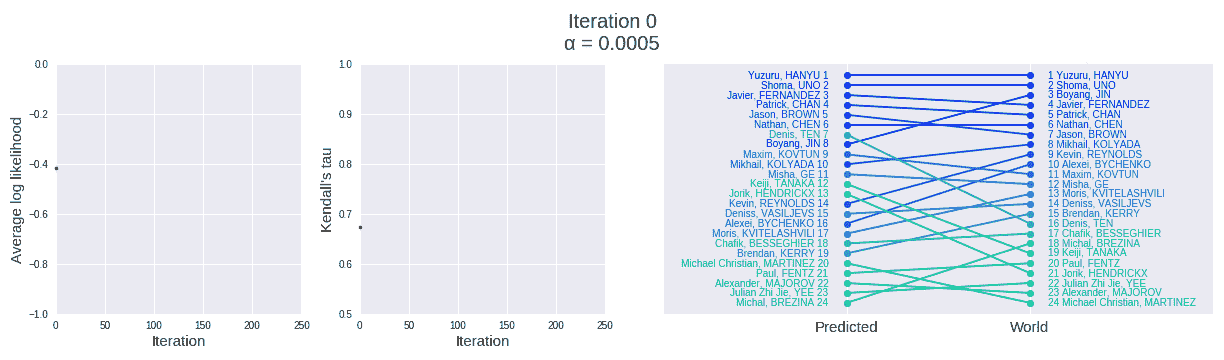 Iteration 0
α = 0.0005
Average log likelihood
0.0
−0.2
−0.4
−0.6
−0.8
−1.0
0 50 100 150 200 250
Iteration
Kendall's tau
1.0
0.9
0.8
0.7
0.6
0.5
0 50 100 150 200 250
Iteration
Yuzuru, HANYU 1
Shoma, UNO 2
Javier, FERNANDEZ 3
Patrick, CHAN 4
Jason, BROWN 5
Nathan, CHEN 6
Denis, TEN 7
Boyang, JIN 8
Maxim, KOVTUN 9
Mikhail, KOLYADA 10
Misha, GE 11
Keiji, TANAKA 12
Jorik, HENDRICKX 13
Kevin, REYNOLDS 14
Deniss, VASILJEVS 15
Alexei, BYCHENKO 16
Moris, KVITELASHVILI 17
Chafik, BESSEGHIER 18
Brendan, KERRY 19
Michael Christian, MARTINEZ 20
Paul, FENTZ 21
Alexander, MAJOROV 22
Julian Zhi Jie, YEE 23
Michal, BREZINA 24
Predicted
1 Yuzuru, HANYU
2 Shoma, UNO
3 Boyang, JIN
4 Javier, FERNANDEZ
5 Patrick, CHAN
6 Nathan, CHEN
7 Jason, BROWN
8 Mikhail, KOLYADA
9 Kevin, REYNOLDS
10 Alexei, BYCHENKO
11 Maxim, KOVTUN
12 Misha, GE
13 Moris, KVITELASHVILI
14 Deniss, VASILJEVS
15 Brendan, KERRY
16 Denis, TEN
17 Chafik, BESSEGHIER
18 Michal, BREZINA
19 Keiji, TANAKA
20 Paul, FENTZ
21 Jorik, HENDRICKX
22 Julian Zhi Jie, YEE
23 Alexander, MAJOROV
24 Michael Christian, MARTINEZ
World